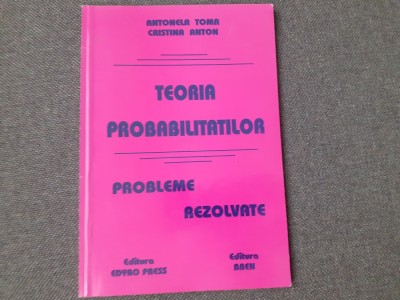 ANTONELA TOMA
CRISTINA ANTON
TEORIA
PROBABILITATILOR
PROBLEME
REZOLVATE
Editura
EDYRO PRESS
Editura
BREN